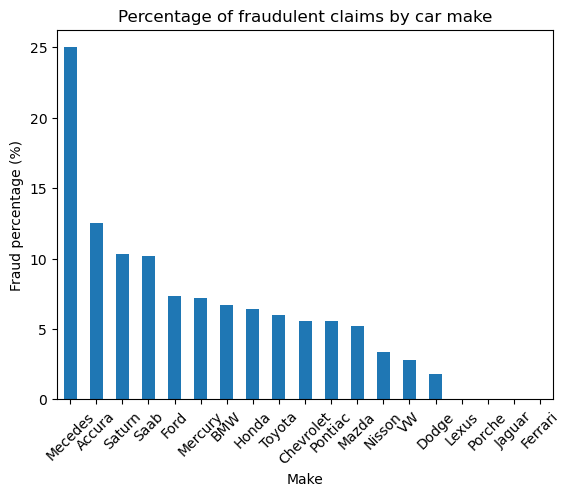 Percentage of fraudulent claims by car make
Fraud percentage (%)
25
20
15
10
5
0
Mecedes
Accura
Saturn
Saab
Ford
Mercury
BMW
Honda
Toyota
Chevrolet
Pontiac
Mazda
Nisson
VW
Dodge
Lexus
Porche
Jaguar
Ferrari
Make